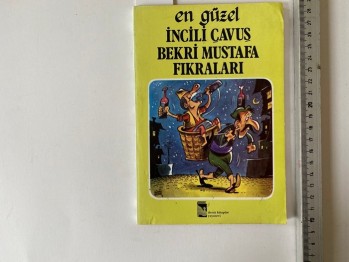 en güzel
İNCİLİ ÇAVUŞ
BEKRİ MUSTAFA
FIKRALARI